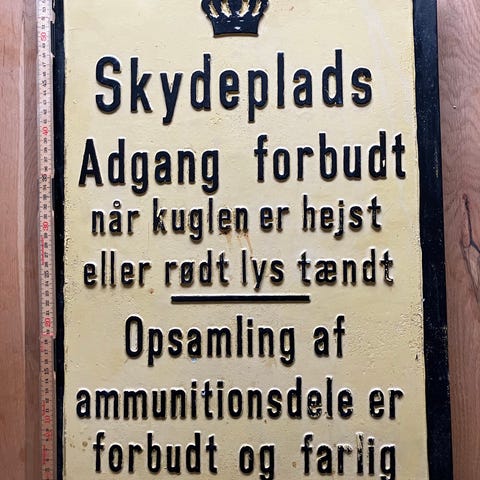 Skydeplads
Adgang forbudt
når kuglen er hejst
eller rødt lys tændt
Opsamling af
ammunitionsdele er
forbudt og farlig